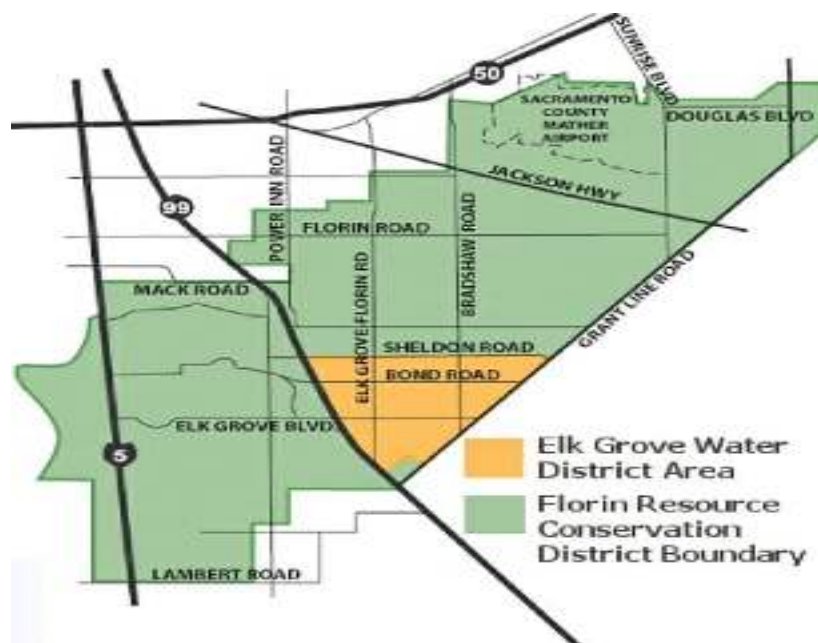 50
SUNRISE BLVD
SACRAMENTO
COUNTY
MATHER
AIRPORT
DOUGLAS BLVD
POWER INN ROAD
JACKSON HWY
99
BRADSHAW ROAD
FLORIN ROAD
ELK GROVE FLORIN RD
GRANT LINE ROAD
MACK ROAD
SHELDON ROAD
BOND ROAD
ELK GROVE BLVD
5
Elk Grove Water
District Area
Florin Resource
Conservation
District Boundary
LAMBERT ROAD